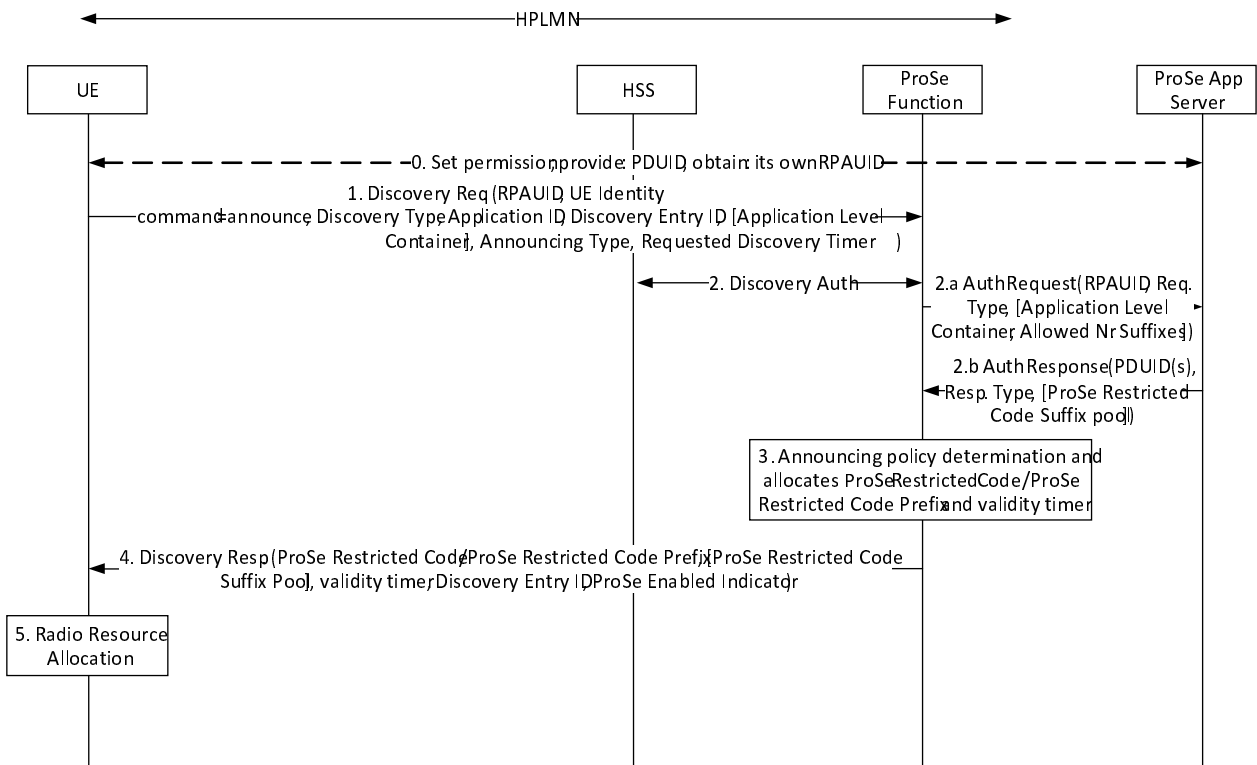 HPLMN
UE
HSS
ProSe
Function
ProSe App
Server
0. Set permission, provide: PDUID, obtain: its own RPAUID
1. Discovery Req (RPAUID, UE Identity
command=announce, Discovery Type, Application ID, Discovery Entry ID, [Application Level
Container], Announcing Type, Requested Discovery Timer )
2. Discovery Auth
2.a Auth Request (RPAUID, Req.
Type, [Application Level
Container, Allowed Nr Suffixes])
2.b Auth Response (PDUID(s),
Resp. Type, [ProSe Restricted
Code Suffix pool])
3. Announcing policy determination and
allocates ProSe Restricted Code/ProSe
Restricted Code Prefix and validity timer
4. Discovery Resp (ProSe Restricted Code/ProSe Restricted Code Prefix, [ProSe Restricted Code
Suffix Pool], validity timer, Discovery Entry ID, ProSe Enabled Indicator)
5. Radio Resource
Allocation